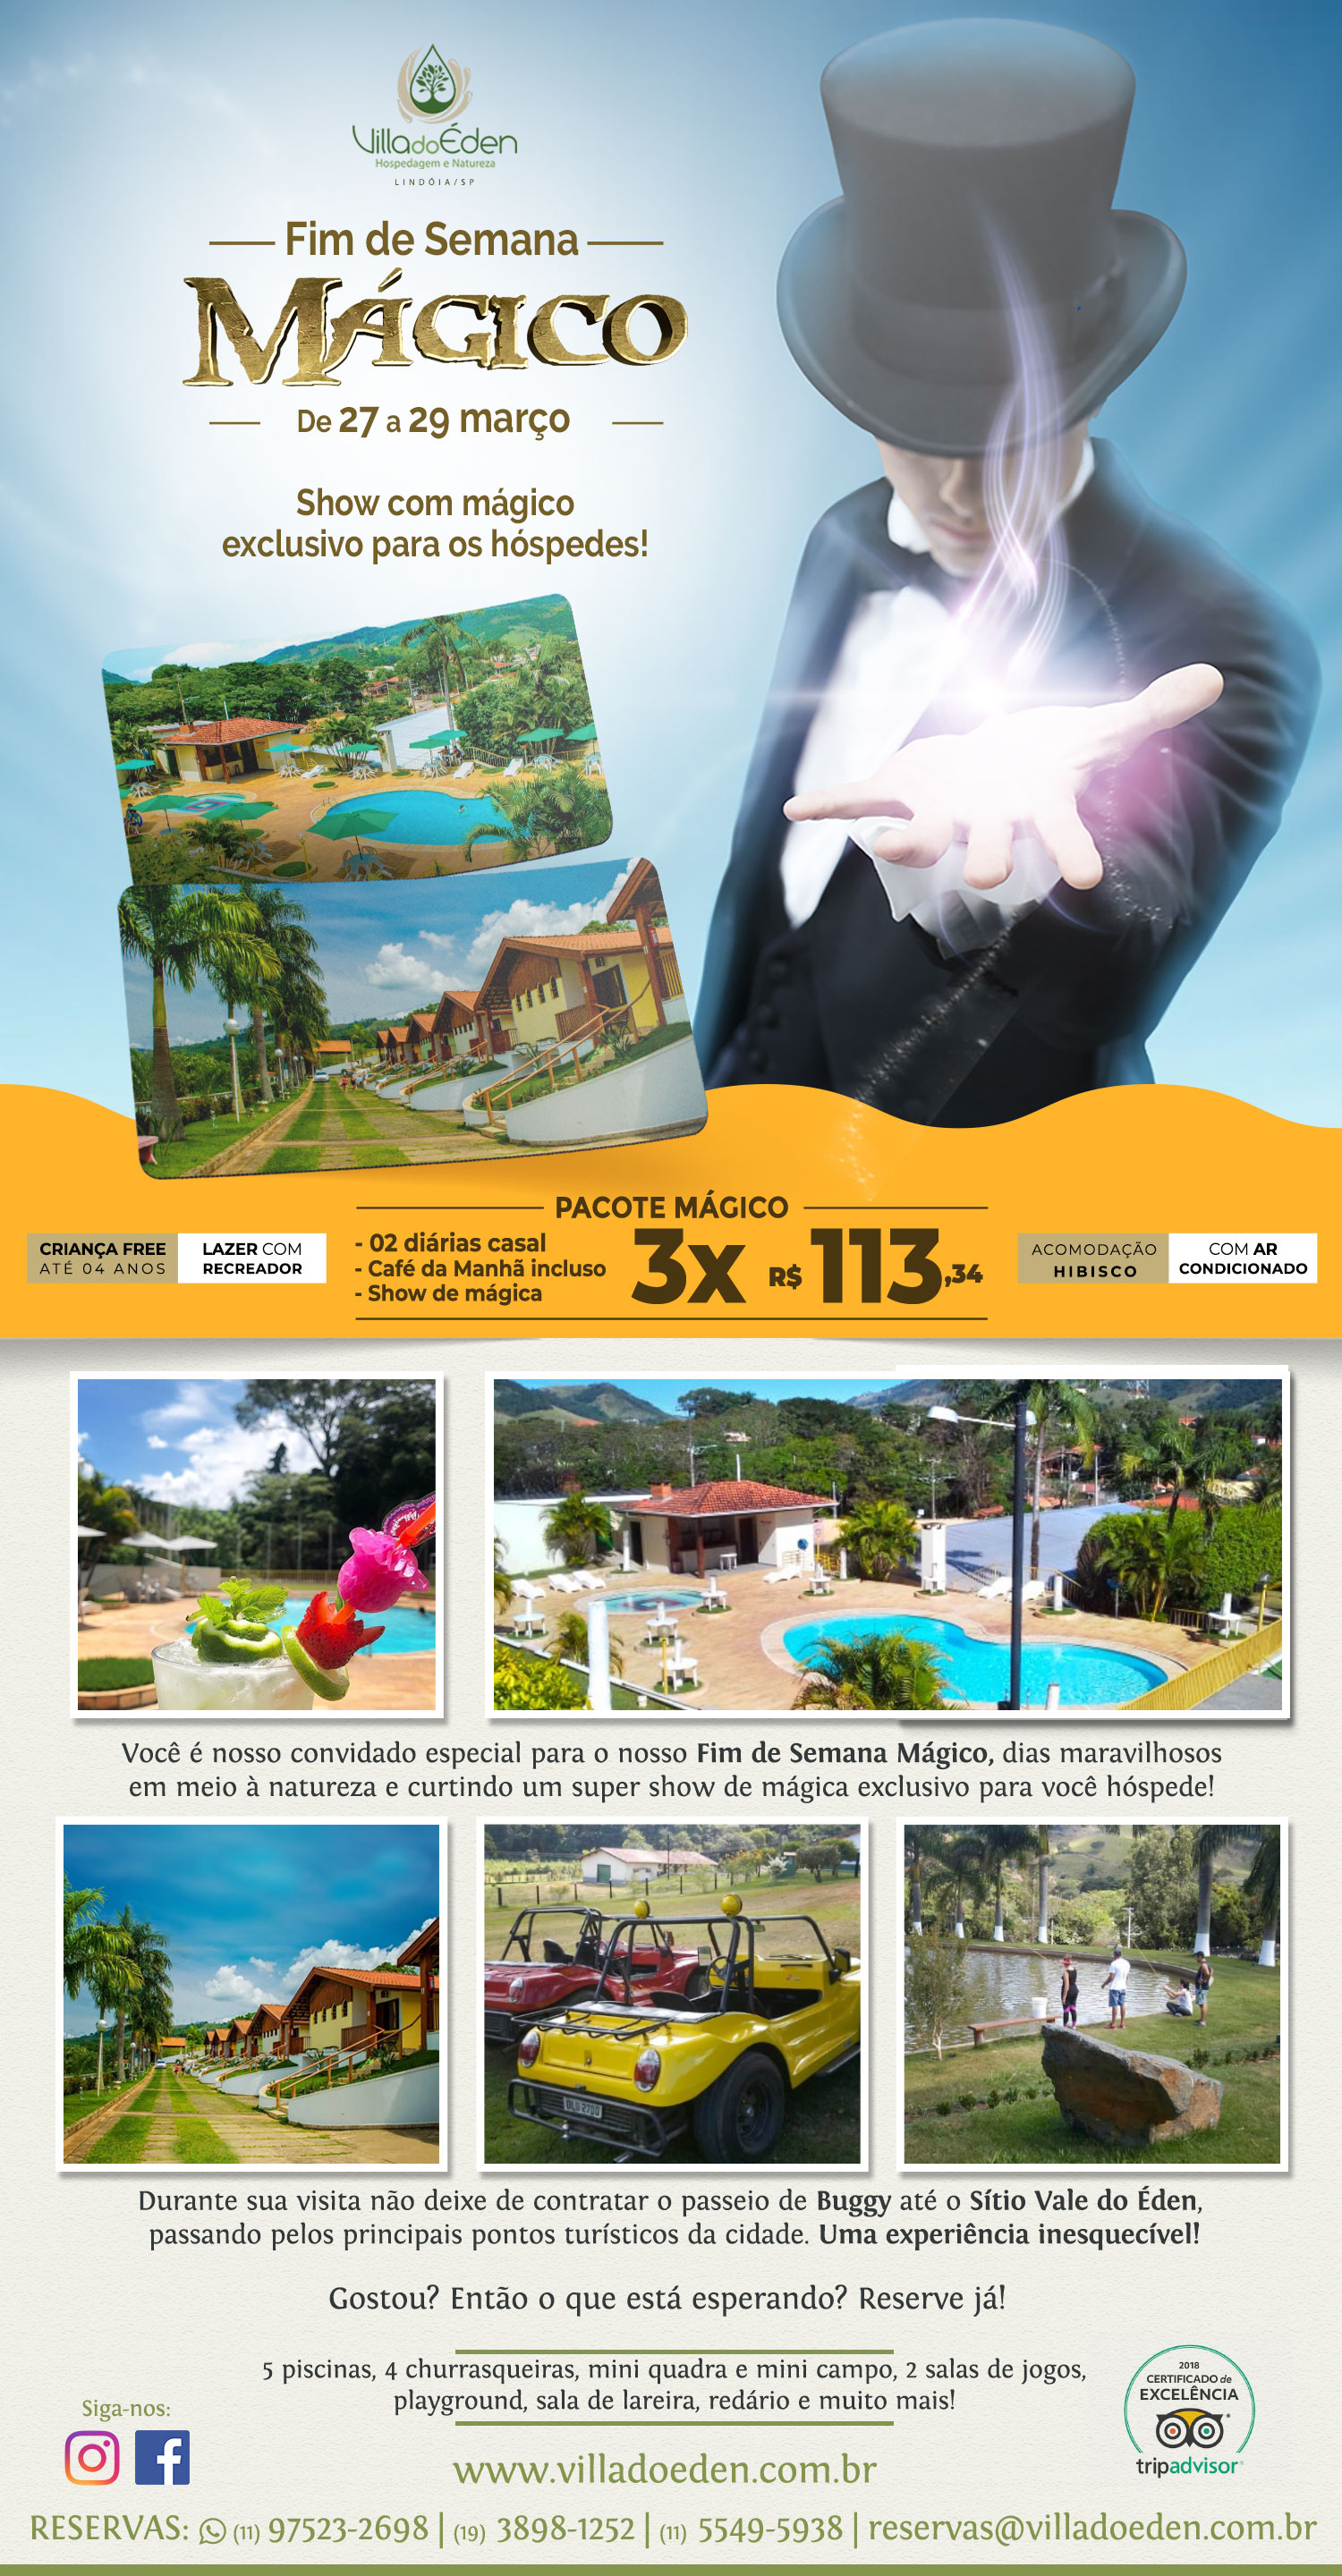 Villa do Éden
Hospedagem e Natureza
LINDÓIA/SP
Fim de Semana
MÁGICO
De 27 a 29 março
Show com mágico
exclusivo para os hóspedes!
PACOTE MÁGICO
CRIANÇA FREE
ATÉ 04 ANOS
LAZER COM
RECREADOR
- 02 diárias casal
- Café da Manhã incluso
- Show de mágica
3x R$ 113,34
ACOMODAÇÃO
HIBISCO
COM AR
CONDICIONADO
Você é nosso convidado especial para o nosso Fim de Semana Mágico, dias maravilhosos
em meio à natureza e curtindo um super show de mágica exclusivo para você hóspede!
DLU 2700
Durante sua visita não deixe de contratar o passeio de Buggy até o Sítio Vale do Éden,
passando pelos principais pontos turísticos da cidade. Uma experiência inesquecível!
Gostou? Então o que está esperando? Reserve já!
5 piscinas, 4 churrasqueiras, mini quadra e mini campo, 2 salas de jogos,
playground, sala de lareira, redário e muito mais!
Siga-nos:
2018
CERTIFICADO de
EXCELÊNCIA
tripadvisor
www.villadoeden.com.br
RESERVAS: (11) 97523-2698 | (19) 3898-1252 | (11) 5549-5938 | reservas@villadoeden.com.br